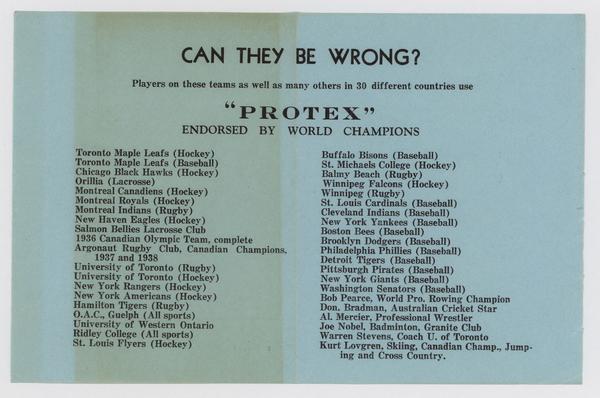 CAN THEY BE WRONG?
Players on these teams as well as many others in 30 different countries use
"PROTEX"
ENDORSED BY WORLD CHAMPIONS
Toronto Maple Leafs (Hockey)
Toronto Maple Leafs (Baseball)
Chicago Black Hawks (Hockey)
Orillia (Lacrosse)
Montreal Canadiens (Hockey)
Montreal Royals (Hockey)
Montreal Indians (Rugby)
New Haven Eagles (Hockey)
Salmon Bellies Lacrosse Club
1936 Canadian Olympic Team, complete
Argonaut Rugby Club, Canadian Champions,
1937 and 1938
University of Toronto (Rugby)
University of Toronto (Hockey)
New York Rangers (Hockey)
New York Americans (Hockey)
Hamilton Tigers (Rugby)
O.A.C., Guelph (All sports)
University of Western Ontario
Ridley College (All sports)
St. Louis Flyers (Hockey)
Buffalo Bisons (Baseball)
St. Michaels College (Hockey)
Balmy Beach (Rugby)
Winnipeg Falcons (Hockey)
Winnipeg (Rugby)
St. Louis Cardinals (Baseball)
Cleveland Indians (Baseball)
New York Yankees (Baseball)
Boston Bees (Baseball)
Brooklyn Dodgers (Baseball)
Philadelphia Phillies (Baseball)
Detroit Tigers (Baseball)
Pittsburgh Pirates (Baseball)
New York Giants (Baseball)
Washington Senators (Baseball)
Bob Pearce, World Pro. Rowing Champion
Don. Bradman, Australian Cricket Star
Al. Mercier, Professional Wrestler
Joe Nobel, Badminton, Granite Club
Warren Stevens, Coach U. of Toronto
Kurt Lovgren, Skiing, Canadian Champ., Jump-
ing and Cross Country.